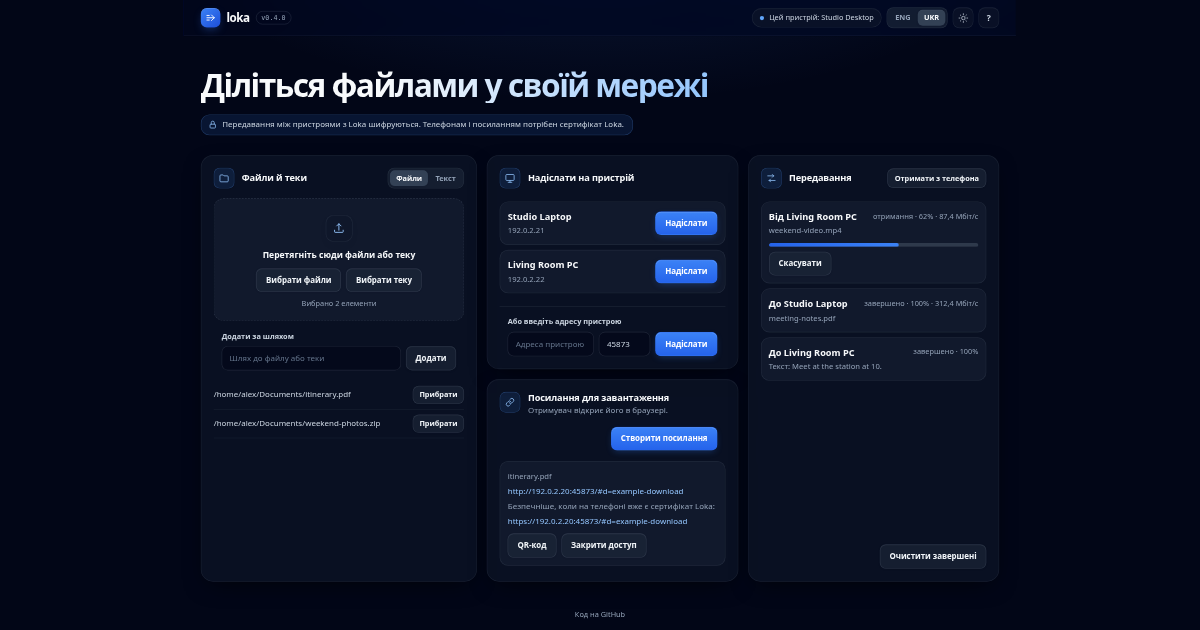 loka v0.4.0
Цей пристрій: Studio Desktop
ENG UKR ?
Діліться файлами у своїй мережі
Передавання між пристроями з Loka шифруються. Телефонам і посиланням потрібен сертифікат Loka.
Файли й теки
Файли Текст
Перетягніть сюди файли або теку
Вибрати файли Вибрати теку
Вибрано 2 елементи
Додати за шляхом
Шлях до файлу або теки Додати
/home/alex/Documents/itinerary.pdf Прибрати
/home/alex/Documents/weekend-photos.zip Прибрати
Надіслати на пристрій
Studio Laptop
192.0.2.21
Надіслати
Living Room PC
192.0.2.22
Надіслати
Або введіть адресу пристрою
Адреса пристрою 45873 Надіслати
Посилання для завантаження
Отримувач відкриє його в браузері.
Створити посилання
itinerary.pdf
http://192.0.2.20:45873/#d=example-download
Безпечніше, коли на телефоні вже є сертифікат Loka:
https://192.0.2.20:45873/#d=example-download
QR-код Закрити доступ
Передавання
Отримати з телефона
Від Living Room PC отримання · 62% · 87,4 Мбіт/с
weekend-video.mp4
Скасувати
До Studio Laptop завершено · 100% · 312,4 Мбіт/с
meeting-notes.pdf
До Living Room PC завершено · 100%
Текст: Meet at the station at 10.
Очистити завершені
Код на GitHub